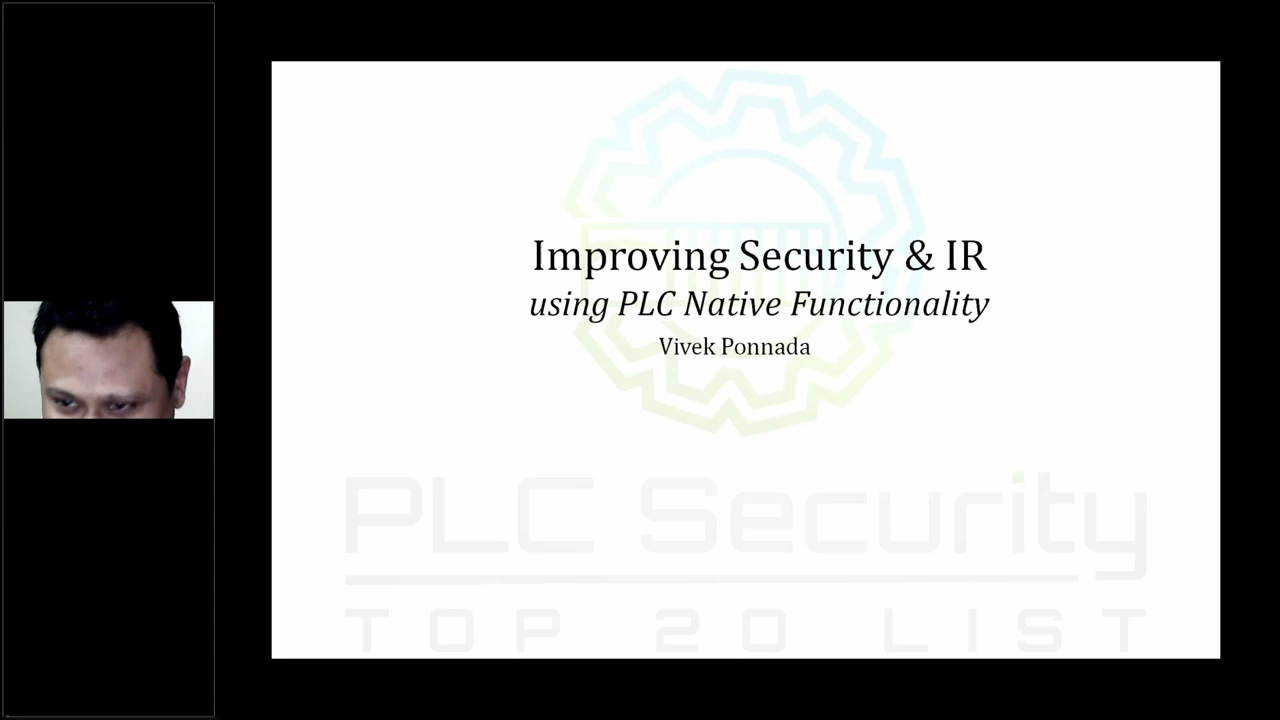 Improving Security & IR
using PLC Native Functionality
Vivek Ponnada
PLC Security
TOP 20 LIST